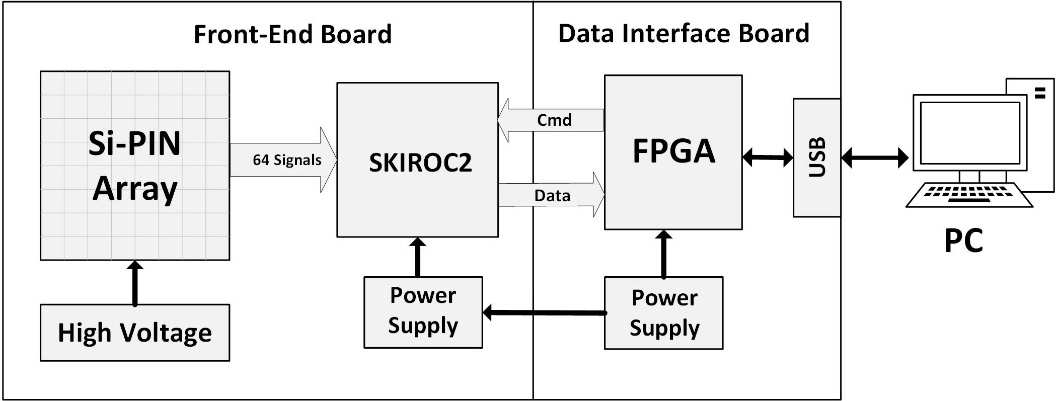 Front-End Board
Data Interface Board
Si-PIN
Array
64 Signals
SKIROC2
Cmd
Data
FPGA
USB
PC
High Voltage
Power
Supply
Power
Supply